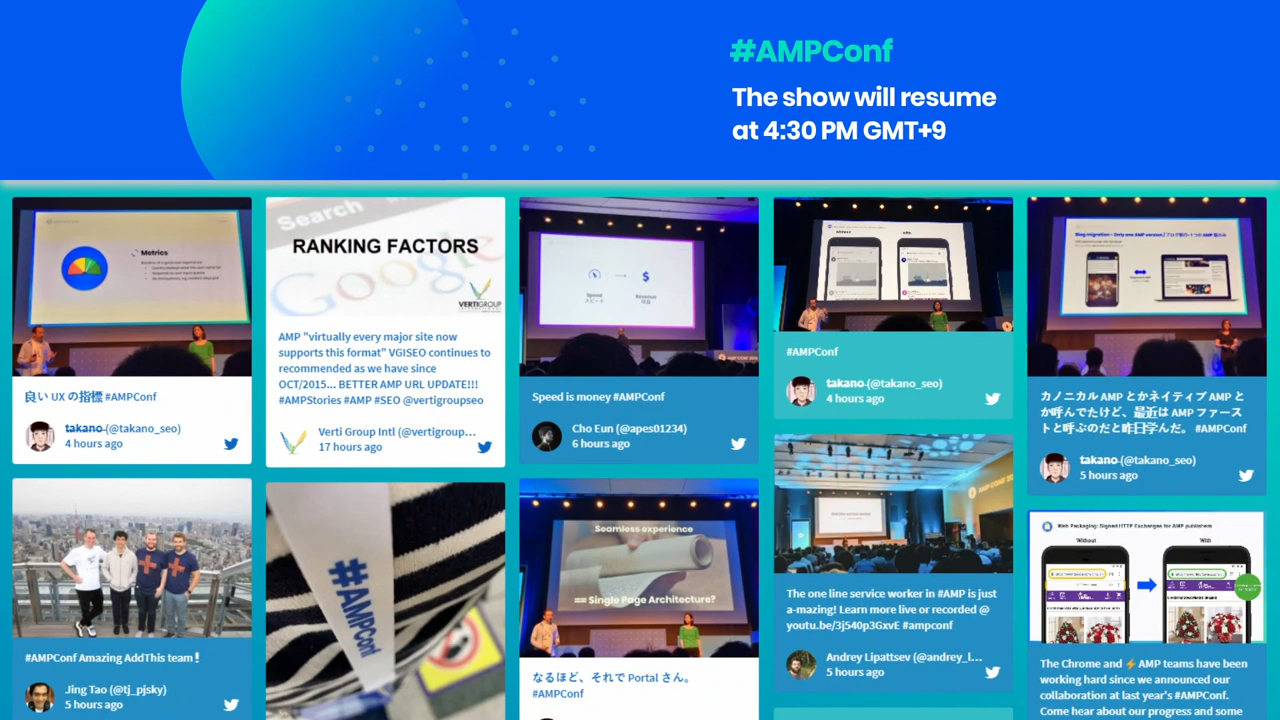 #AMPConf
The show will resume
at 4:30 PM GMT+9
Metrics
良い UX の指標 #AMPConf
takano (@takano_seo)
4 hours ago
#AMPConf Amazing AddThis team！
Jing Tao (@tj_pjsky)
5 hours ago
Search
RANKING FACTORS
Google
VERTIGROUP
AMP "virtually every major site now
supports this format" VGISEO continues to
recommended as we have since
OCT/2015... BETTER AMP URL UPDATE!!!
#AMPStories #AMP #SEO @vertigroupseo
Verti Group Intl (@vertigroup...
17 hours ago
#AMPConf
Speed
スピード
$
Revenue
収益
Speed is money #AMPConf
Cho Eun (@apes01234)
6 hours ago
Seamless experience
== Single Page Architecture?
なるほど、それで Portal さん。
#AMPConf
#AMPConf
takano (@takano_seo)
4 hours ago
AMP CONF 20
The one line service worker in #AMP is just
a-mazing! Learn more live or recorded @
youtu.be/3j540p3GxvE #ampconf
Andrey Lipattsev (@andrey_l...
5 hours ago
Blog migration - Only one AMP version /
カノニカル AMP とかネイティブ AMP と
か呼んでたけど、最近は AMP ファース
トと呼ぶのだと昨日学んだ。 #AMPConf
takano (@takano_seo)
5 hours ago
Web Packaging: Signed HTTP Exchanges for AMP publishers
Without
With
The Chrome and ⚡AMP teams have been
working hard since we announced our
collaboration at last year's #AMPConf.
Come hear about our progress and some